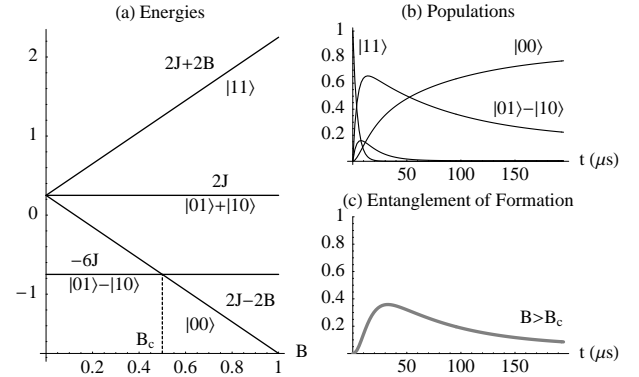 (a) Energies
2
1
0
−1
2J+2B
|11⟩
2J
|01⟩+|10⟩
−6J
|01⟩−|10⟩
2J−2B
|00⟩
B_c
B
0.2 0.4 0.6 0.8 1
(b) Populations
1
0.8
0.6
0.4
0.2
|11⟩
|00⟩
|01⟩−|10⟩
50 100 150
t (μs)
(c) Entanglement of Formation
1
0.8
0.6
0.4
0.2
B>B_c
50 100 150
t (μs)